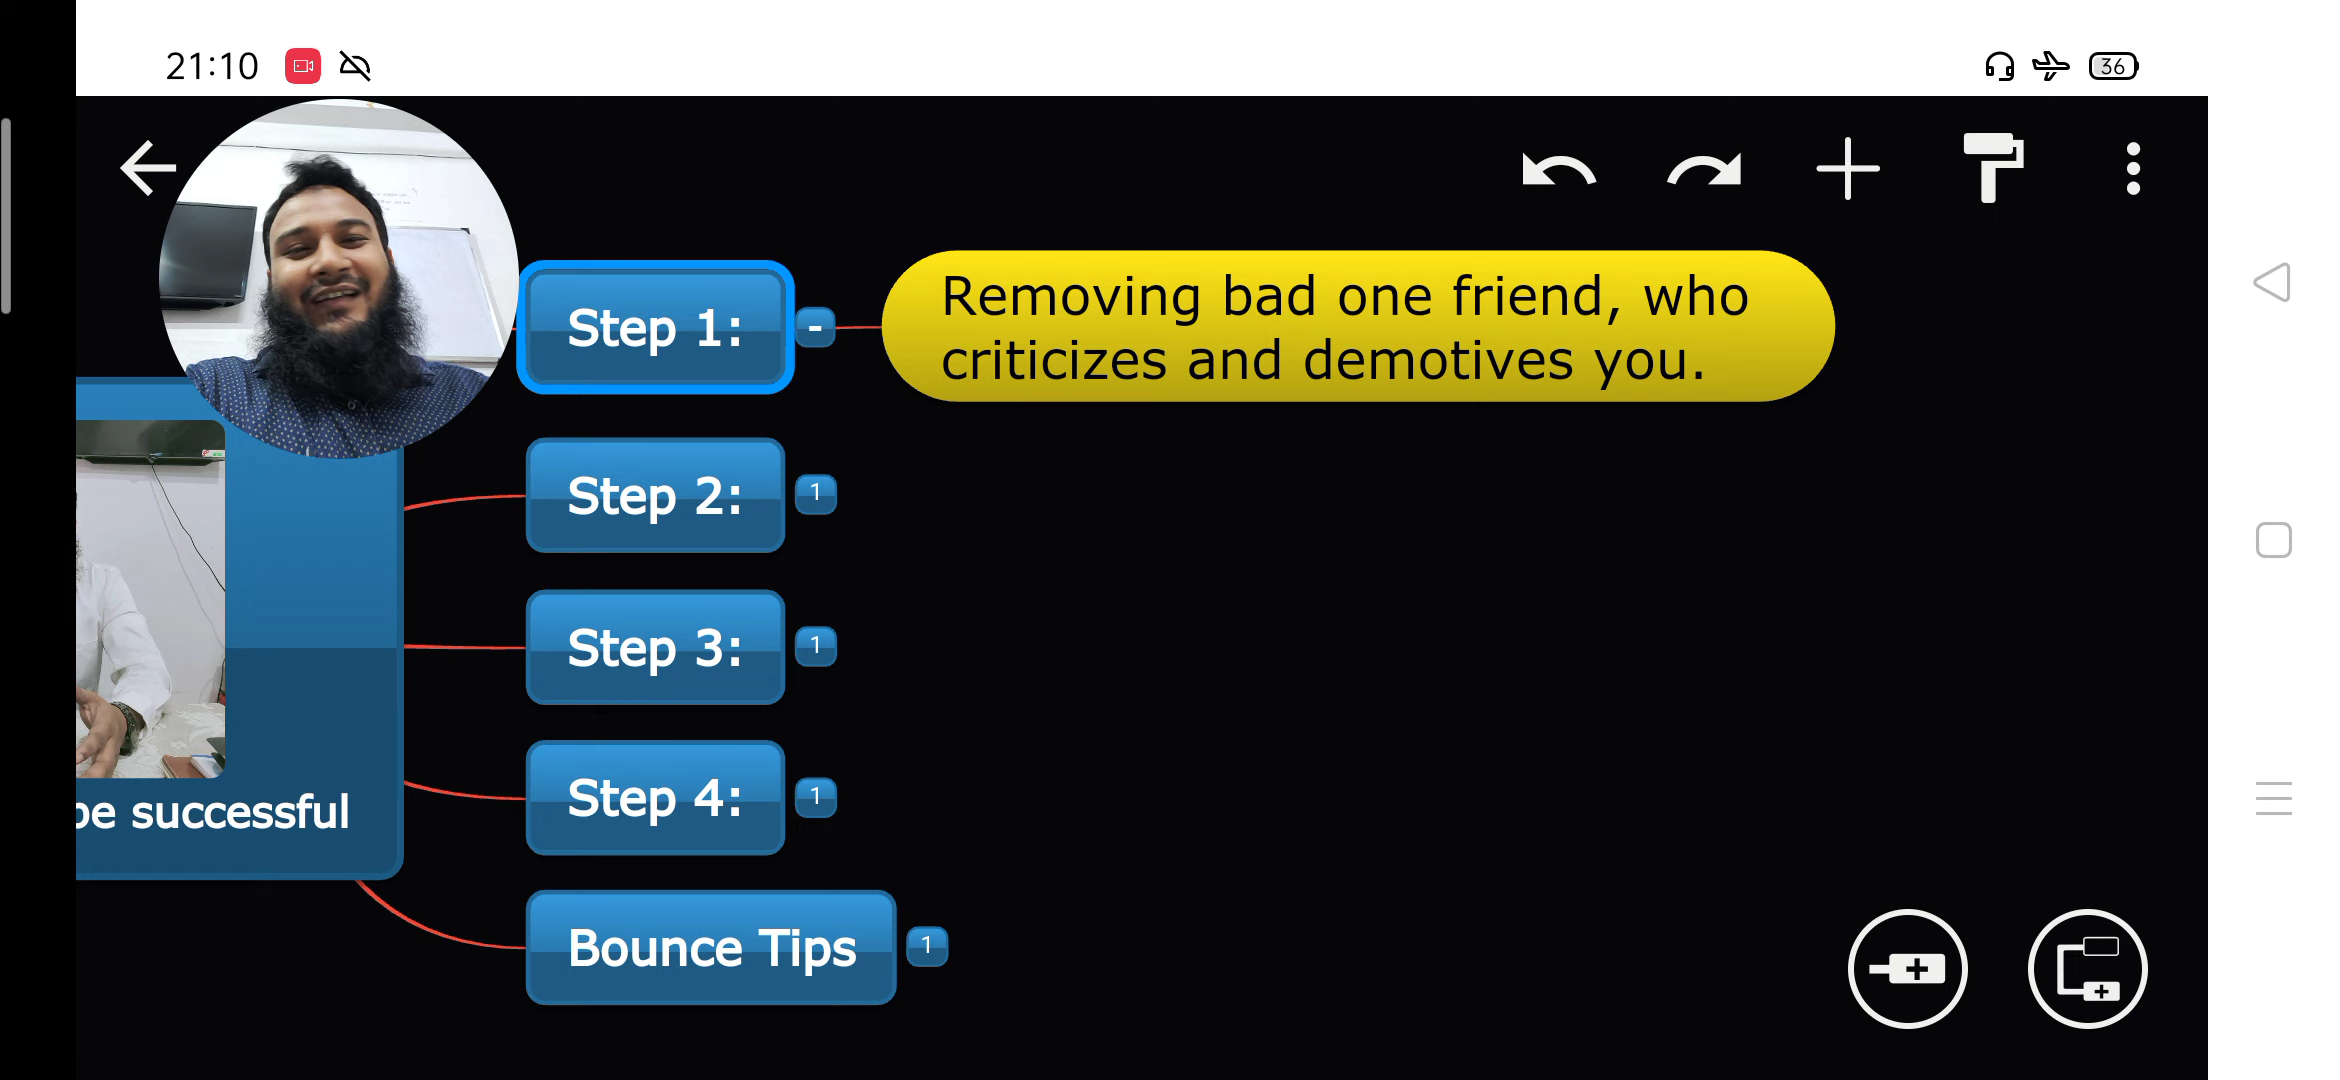 21:10
36
Step 1:
-
Removing bad one friend, who
criticizes and demotives you.
Step 2:
1
Step 3:
1
Step 4:
1
be successful
Bounce Tips
1